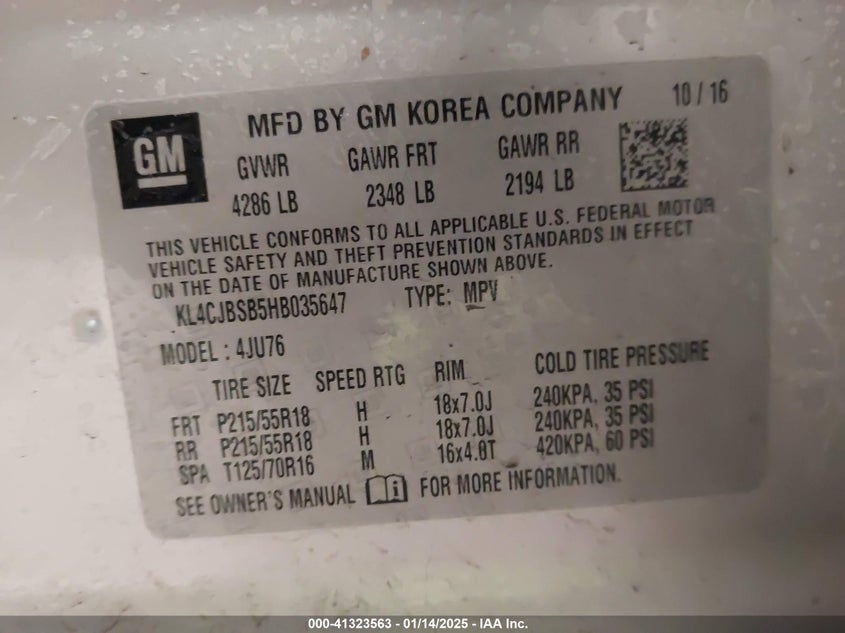 GM
MFD BY GM KOREA COMPANY 10 / 16
GVWR GAWR FRT GAWR RR
4286 LB 2348 LB 2194 LB
THIS VEHICLE CONFORMS TO ALL APPLICABLE U.S. FEDERAL MOTOR
VEHICLE SAFETY AND THEFT PREVENTION STANDARDS IN EFFECT
ON THE DATE OF MANUFACTURE SHOWN ABOVE.
KL4CJBSB5HB035647 TYPE: MPV
MODEL : 4JU76
TIRE SIZE SPEED RTG RIM COLD TIRE PRESSURE
FRT P215/55R18 H 18x7.0J 240KPA, 35 PSI
RR P215/55R18 H 18x7.0J 240KPA, 35 PSI
SPA T125/70R16 M 16x4.0T 420KPA, 60 PSI
SEE OWNER'S MANUAL FOR MORE INFORMATION.
000-41323563 - 01/14/2025 - IAA Inc.